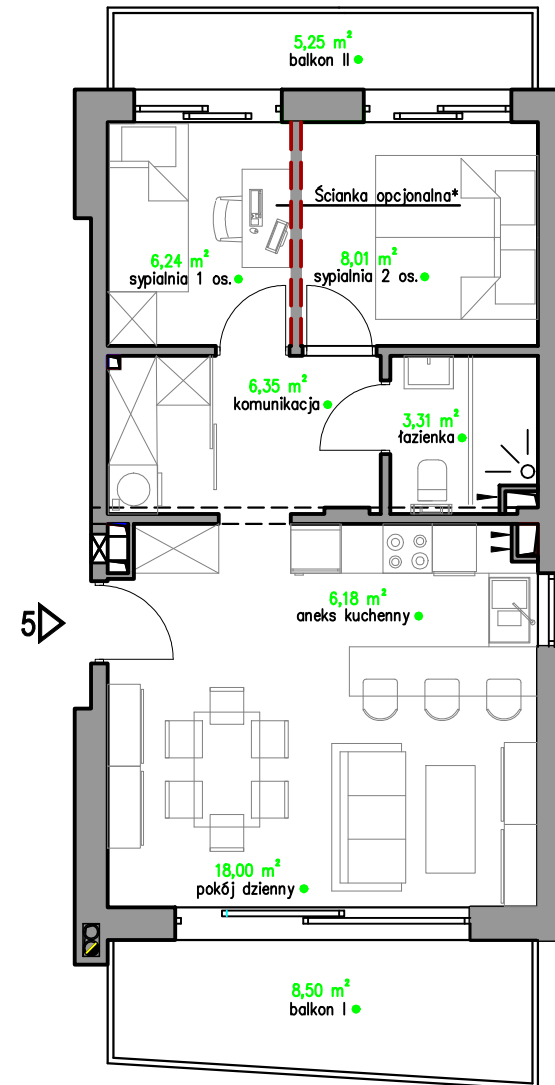 5,25 m²
balkon II
Ścianka opcjonalna*
6,24 m²
sypialnia 1 os.
8,01 m²
sypialnia 2 os.
6,35 m²
komunikacja
3,31 m²
łazienka
6,18 m²
aneks kuchenny
5
18,00 m²
pokój dzienny
8,50 m²
balkon I